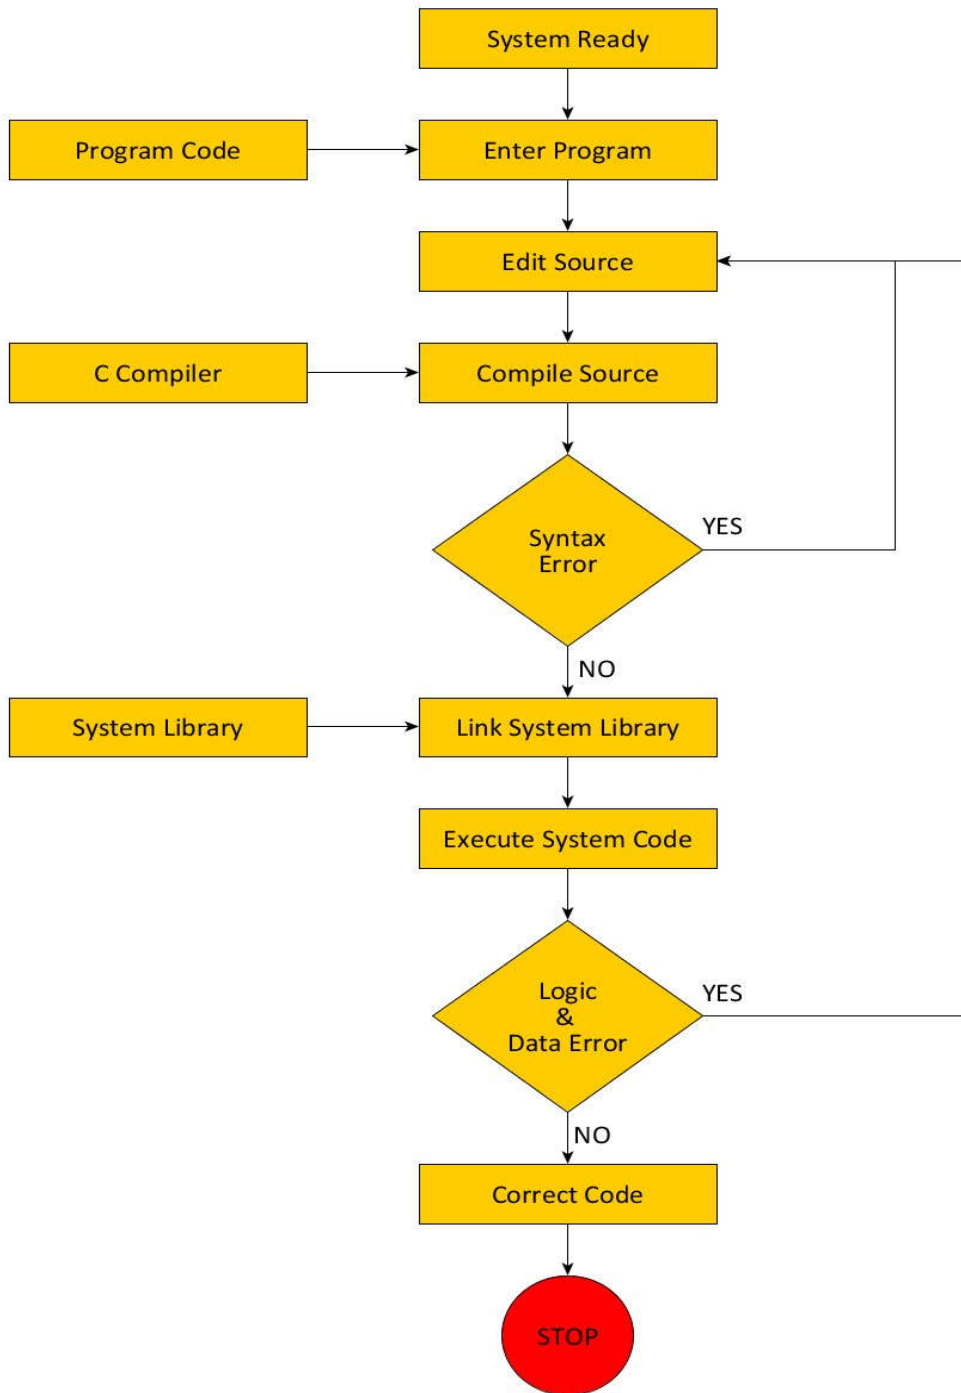 System Ready
Program Code
Enter Program
Edit Source
C Compiler
Compile Source
Syntax
Error
YES
NO
System Library
Link System Library
Execute System Code
Logic
&
Data Error
YES
NO
Correct Code
STOP